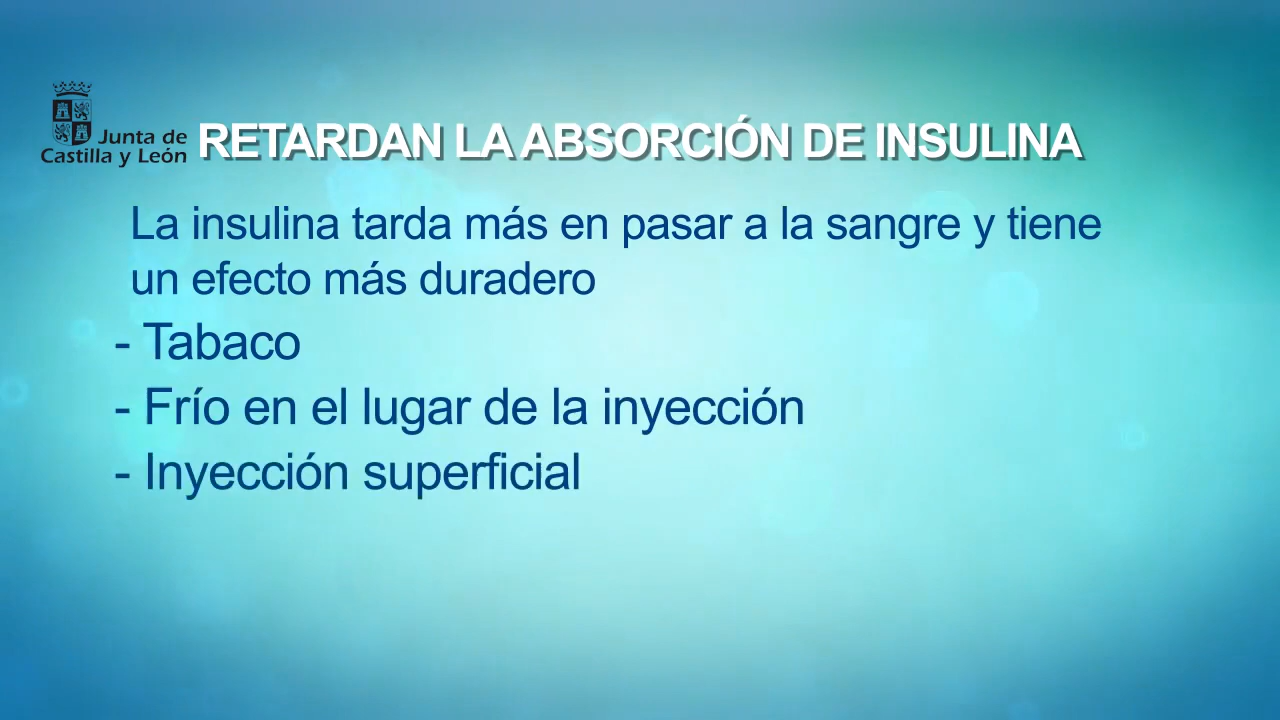 Junta de
Castilla y León
RETARDAN LA ABSORCIÓN DE INSULINA
La insulina tarda más en pasar a la sangre y tiene
un efecto más duradero
- Tabaco
- Frío en el lugar de la inyección
- Inyección superficial